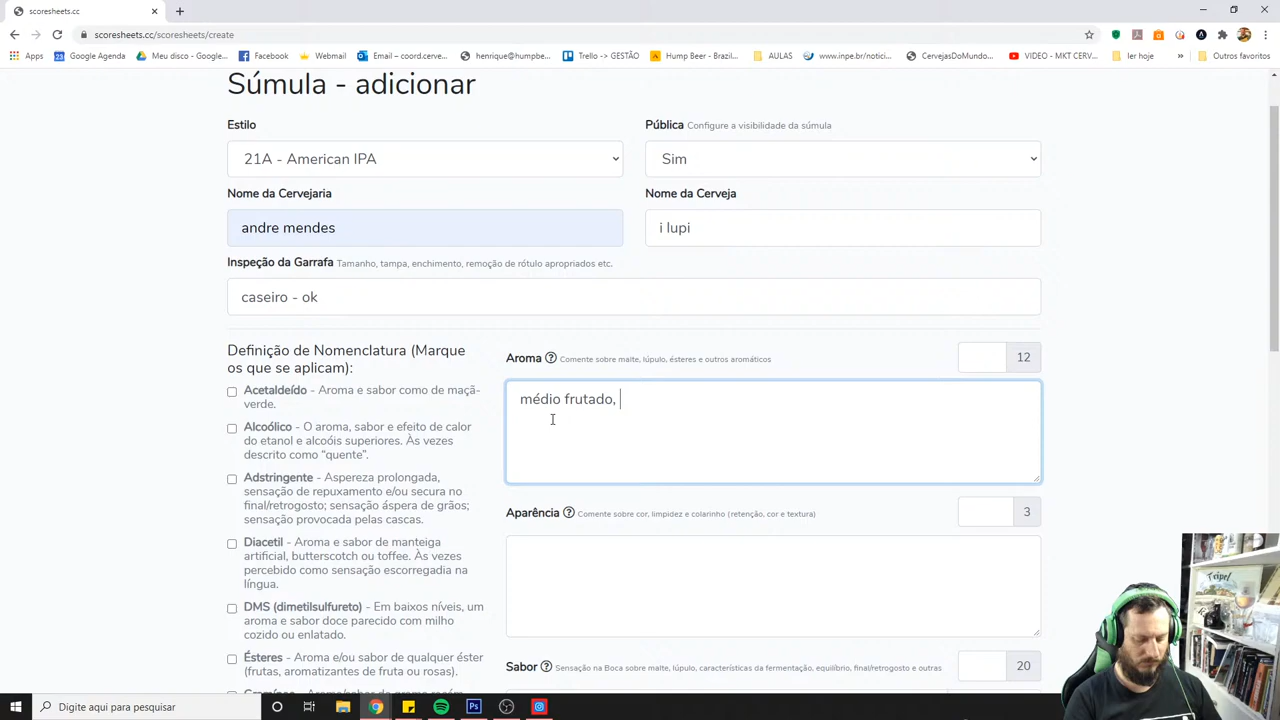 scoresheets.cc
scoresheets.cc/scoresheets/create
Apps
Google Agenda
Meu disco - Google...
Facebook
Webmail
Email – coord.cerve...
henrique@humpbe...
Trello -> GESTÃO
Hump Beer - Brazil...
AULAS
www.inpe.br/notici...
CervejasDoMundo...
VIDEO - MKT CERV...
ler hoje
»
Outros favoritos
Súmula - adicionar
Estilo
Pública Configure a visibilidade da súmula
21A - American IPA
Sim
Nome da Cervejaria
Nome da Cerveja
andre mendes
i lupi
Inspeção da Garrafa Tamanho, tampa, enchimento, remoção de rótulo apropriados etc.
caseiro - ok
Definição de Nomenclatura (Marque
os que se aplicam):
Acetaldeído - Aroma e sabor como de maçã-
verde.
Alcoólico - O aroma, sabor e efeito de calor
do etanol e alcoóis superiores. Às vezes
descrito como “quente”.
Adstringente - Aspereza prolongada,
sensação de repuxamento e/ou secura no
final/retrogosto; sensação áspera de grãos;
sensação provocada pelas cascas.
Diacetil - Aroma e sabor de manteiga
artificial, butterscotch ou toffee. Às vezes
percebido como sensação escorregadia na
língua.
DMS (dimetilsulfureto) - Em baixos níveis, um
aroma e sabor doce parecido com milho
cozido ou enlatado.
Ésteres - Aroma e/ou sabor de qualquer éster
(frutas, aromatizantes de fruta ou rosas).
Aroma ? Comente sobre malte, lúpulo, ésteres e outros aromáticos
12
médio frutado,
Aparência ? Comente sobre cor, limpidez e colarinho (retenção, cor e textura)
3
Sabor ? Sensação na Boca sobre malte, lúpulo, características da fermentação, equilíbrio, final/retrogosto e outras
20
Tripel
Digite aqui para pesquisar